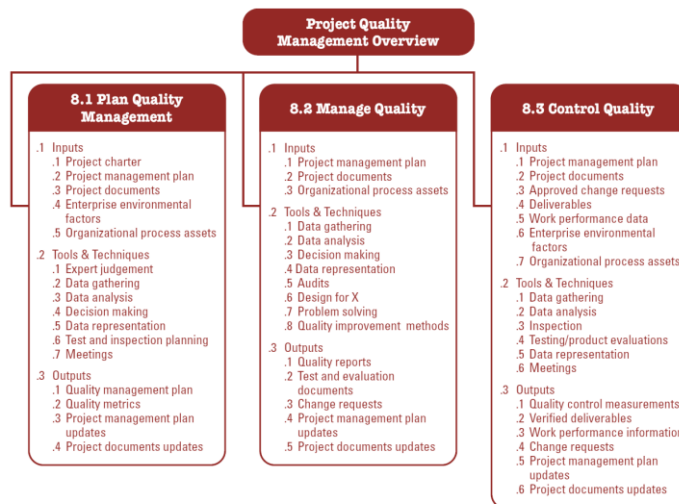 Project Quality
Management Overview
8.1 Plan Quality
Management
.1 Inputs
.1 Project charter
.2 Project management plan
.3 Project documents
.4 Enterprise environmental
factors
.5 Organizational process assets
.2 Tools & Techniques
.1 Expert judgement
.2 Data gathering
.3 Data analysis
.4 Decision making
.5 Data representation
.6 Test and inspection planning
.7 Meetings
.3 Outputs
.1 Quality management plan
.2 Quality metrics
.3 Project management plan
updates
.4 Project documents updates
8.2 Manage Quality
.1 Inputs
.1 Project management plan
.2 Project documents
.3 Organizational process assets
.2 Tools & Techniques
.1 Data gathering
.2 Data analysis
.3 Decision making
.4 Data representation
.5 Audits
.6 Design for X
.7 Problem solving
.8 Quality improvement methods
.3 Outputs
.1 Quality reports
.2 Test and evaluation
documents
.3 Change requests
.4 Project management plan
updates
.5 Project documents updates
8.3 Control Quality
.1 Inputs
.1 Project management plan
.2 Project documents
.3 Approved change requests
.4 Deliverables
.5 Work performance data
.6 Enterprise environmental
factors
.7 Organizational process assets
.2 Tools & Techniques
.1 Data gathering
.2 Data analysis
.3 Inspection
.4 Testing/product evaluations
.5 Data representation
.6 Meetings
.3 Outputs
.1 Quality control measurements
.2 Verified deliverables
.3 Work performance information
.4 Change requests
.5 Project management plan
updates
.6 Project documents updates